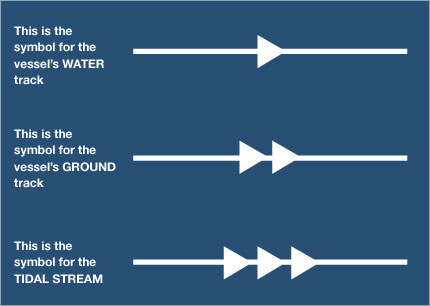 This is the
symbol for the
vessel's WATER
track
This is the
symbol for the
vessel's GROUND
track
This is the
symbol for the
TIDAL STREAM